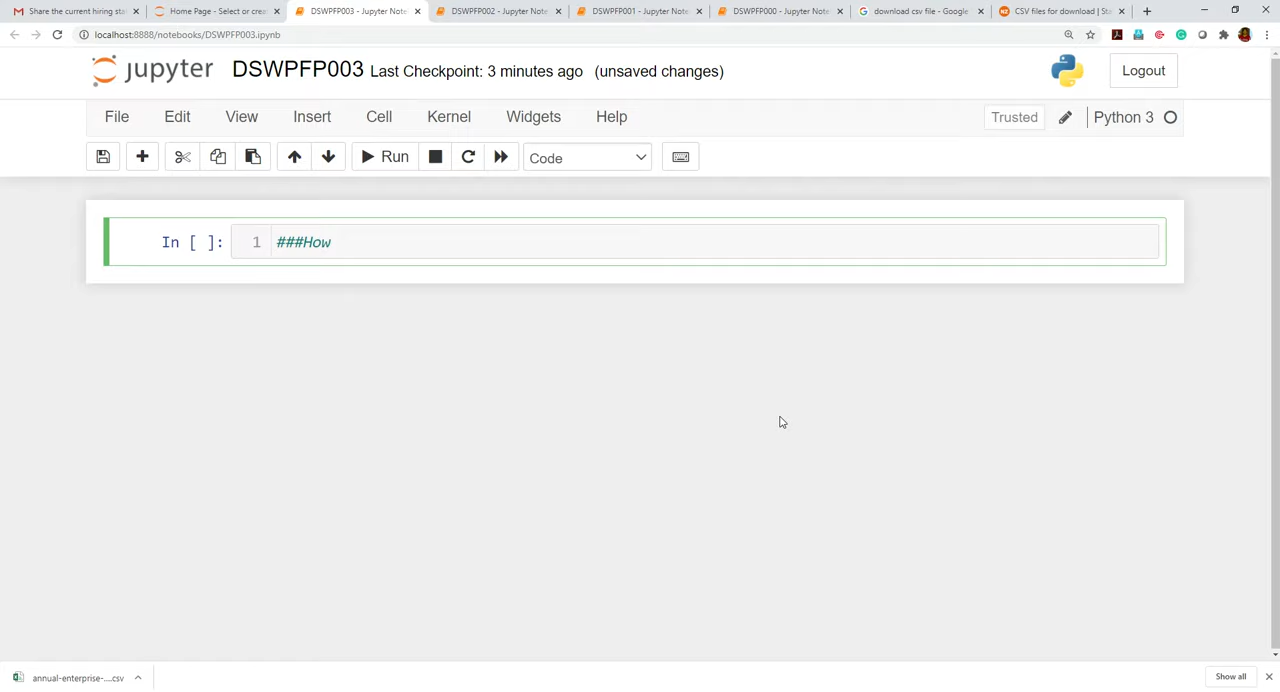 Share the current hiring sta
Home Page - Select or crea
DSWPFP003 - Jupyter Note
DSWPFP002 - Jupyter Note
DSWPFP001 - Jupyter Note
DSWPFP000 - Jupyter Note
download csv file - Google
CSV files for download | Sta
localhost:8888/notebooks/DSWPFP003.ipynb
jupyter DSWPFP003 Last Checkpoint: 3 minutes ago (unsaved changes)
Logout
File Edit View Insert Cell Kernel Widgets Help
Trusted Python 3
Run
Code
In [ ]: 1 ###How
annual-enterprise-....csv
Show all